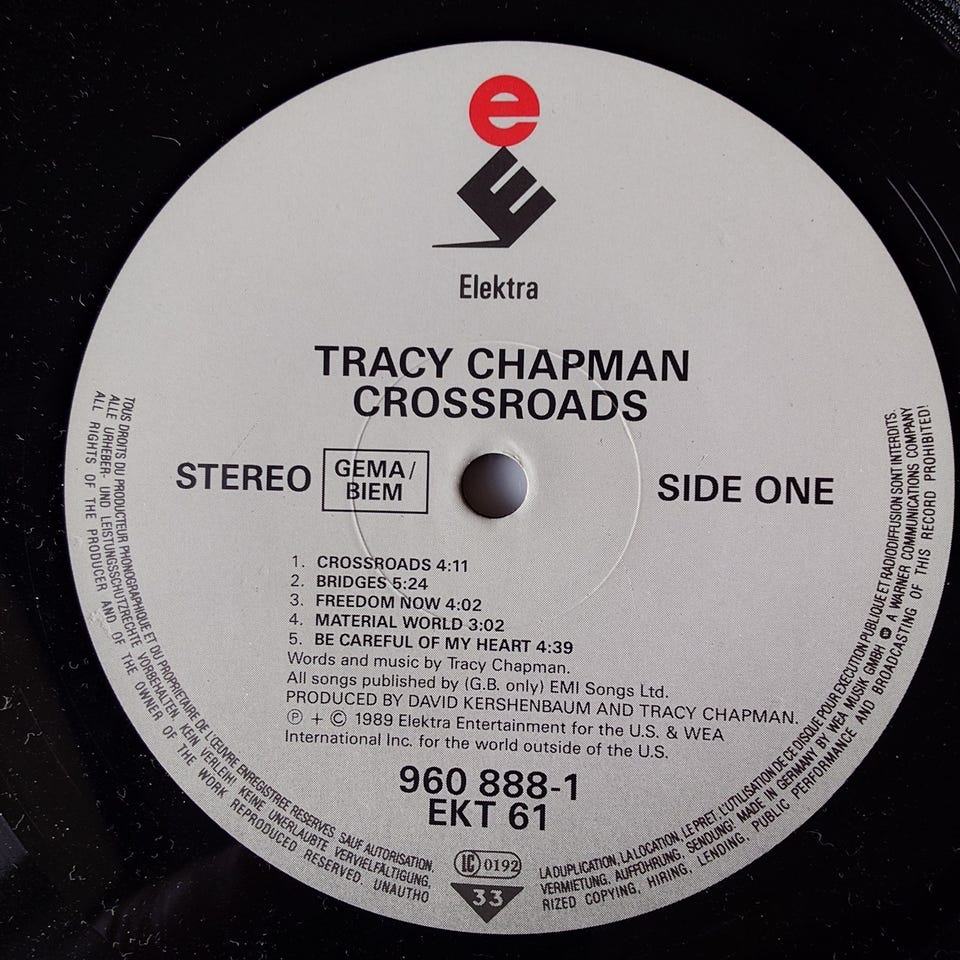 e
E
Elektra
TRACY CHAPMAN
CROSSROADS
STEREO
GEMA/
BIEM
SIDE ONE
1. CROSSROADS 4:11
2. BRIDGES 5:24
3. FREEDOM NOW 4:02
4. MATERIAL WORLD 3:02
5. BE CAREFUL OF MY HEART 4:39
Words and music by Tracy Chapman.
All songs published by (G.B. only) EMI Songs Ltd.
PRODUCED BY DAVID KERSHENBAUM AND TRACY CHAPMAN.
Ⓟ + © 1989 Elektra Entertainment for the U.S. & WEA
International Inc. for the world outside of the U.S.
960 888-1
EKT 61
LC 0192
33
TOUS DROITS DU PRODUCTEUR PHONOGRAPHIQUE ET DU PROPRIETAIRE DE L'ŒUVRE ENREGISTREE RESERVES SAUF AUTORISATION, LA DUPLICATION, LA LOCATION, LE PRET, L'UTILISATION DE CE DISQUE POUR EXECUTION PUBLIQUE ET RADIODIFFUSION SONT INTERDITS.
ALLE URHEBER- UND LEISTUNGSSCHUTZRECHTE VORBEHALTEN. KEIN VERLEIH! KEINE UNERLAUBTE VERVIELFÄLTIGUNG, VERMIETUNG, AUFFÜHRUNG, SENDUNG! MADE IN GERMANY BY WEA MUSIK GMBH A WARNER COMMUNICATIONS COMPANY
ALL RIGHTS OF THE PRODUCER AND OF THE OWNER OF THE WORK REPRODUCED RESERVED. UNAUTHORIZED COPYING, HIRING, LENDING, PUBLIC PERFORMANCE AND BROADCASTING OF THIS RECORD PROHIBITED!